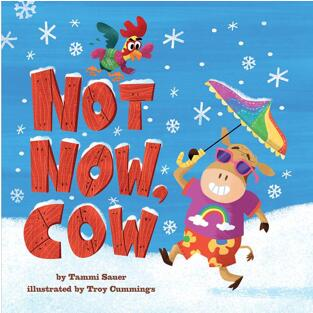 NOT
NOW,
COW
by Tammi Sauer
illustrated by Troy Cummings